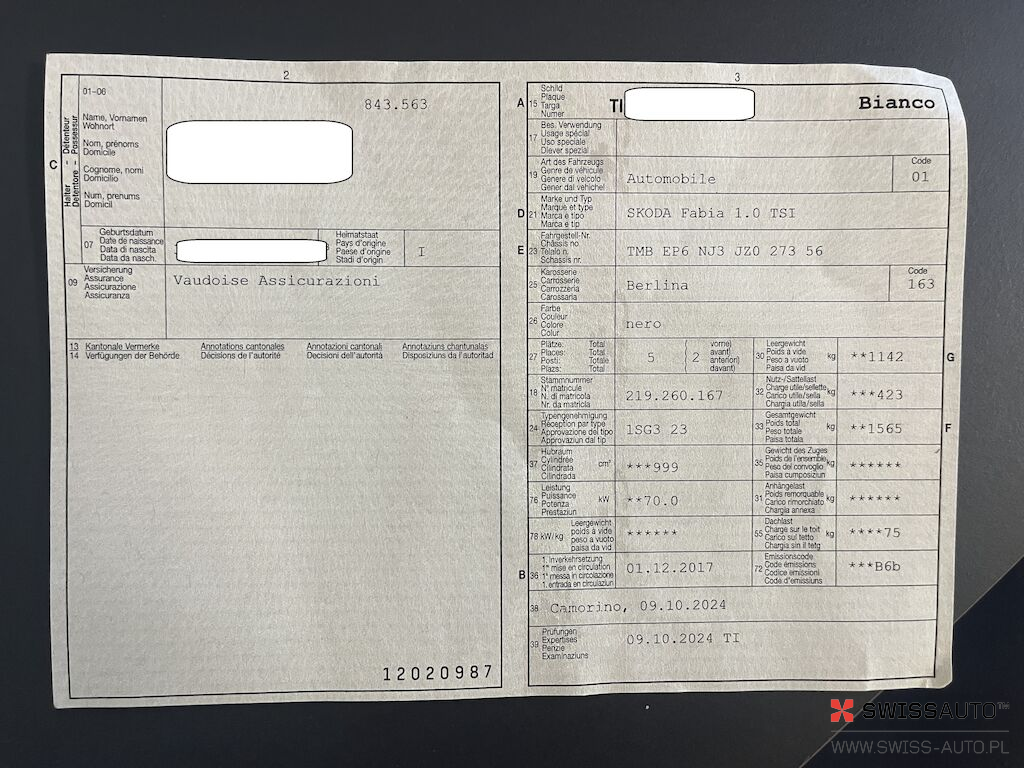 2
01-06
843.563
C
Halter – Détenteur
Detentore – Possessur
Name, Vornamen
Wohnort
Nom, prénoms
Domicile
Cognome, nomi
Domicilio
Num, prenums
Domicil
07
Geburtsdatum
Date de naissance
Data di nascita
Data da nasch.
Heimatstaat
Pays d'origine
Paese d'origine
Stadi d'origin
I
09
Versicherung
Assurance
Assicurazione
Assicuranza
Vaudoise Assicurazioni
13 Kantonale Vermerke Annotations cantonales Annotazioni cantonali Annotaziuns chantunalas
14 Verfügungen der Behörde Décisions de l'autorité Decisioni dell'autorità Disposiziuns da l'autoritad
12020987
3
A 15
Schild
Plaque
Targa
Numer
TI
Bianco
17
Bes. Verwendung
Usage spécial
Uso speciale
Diever spezial
19
Art des Fahrzeugs
Genre de véhicule
Genere di veicolo
Gener dal vehichel
Automobile
Code
01
D 21
Marke und Typ
Marque et type
Marca e tipo
Marca e tip
SKODA Fabia 1.0 TSI
E 23
Fahrgestell-Nr.
Châssis no.
Telaio n.
Schassis nr.
TMB EP6 NJ3 JZ0 273 56
25
Karosserie
Carrosserie
Carrozzeria
Carossaria
Berlina
Code
163
26
Farbe
Couleur
Colore
Colur
nero
27
Plätze: Total
Places: Total
Posti: Totale
Plazs: Total
5
( 2
vorne)
avant)
anteriori)
davant)
30
Leergewicht
Poids à vide
Peso a vuoto
Paisa da vid
kg
**1142
G
18
Stammnummer
N° matricule
N. di matricola
Nr. da matricla
219.260.167
32
Nutz-/Sattellast
Charge utile/sellette
Carico utile/sella
Chargia utila/sella
kg
***423
24
Typengenehmigung
Réception par type
Approvazione del tipo
Approvaziun dal tip
1SG3 23
33
Gesamtgewicht
Poids total
Peso totale
Paisa totala
kg
**1565
F
37
Hubraum
Cylindrée
Cilindrata
Cilindrada
cm³
***999
35
Gewicht des Zuges
Poids de l'ensemble
Peso del convoglio
Paisa cumposiziun
kg
******
76
Leistung
Puissance
Potenza
Prestaziun
kW
**70.0
31
Anhängelast
Poids remorquable
Carico rimorchiato
Chargia annexa
kg
******
78 kW/kg
Leergewicht
poids à vide
peso a vuoto
paisa da vid
******
55
Dachlast
Charge sur le toit
Carico sul tetto
Chargia sin il tetg
kg
****75
B 36
1. Inverkehrsetzung
1re mise en circulation
1a messa in circolazione
1. entrada en circulaziun
01.12.2017
72
Emissionscode
Code émissions
Codice emissioni
Code d'emissiuns
***B6b
38
Camorino, 09.10.2024
39
Prüfungen
Expertises
Perizie
Examinaziuns
09.10.2024 TI
SWISSAUTO™
WWW.SWISS-AUTO.PL